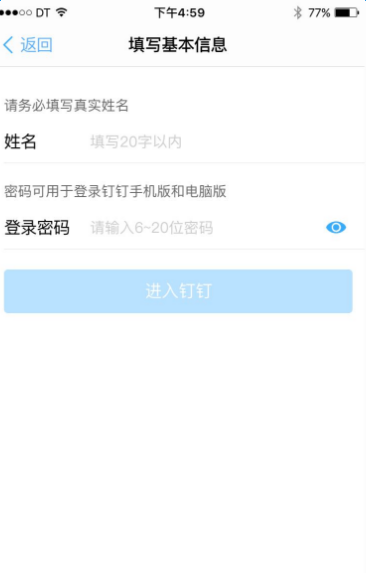 DT 下午4:59 77%
返回 填写基本信息
请务必填写真实姓名
姓名 填写20字以内
密码可用于登录钉钉手机版和电脑版
登录密码 请输入6~20位密码
进入钉钉